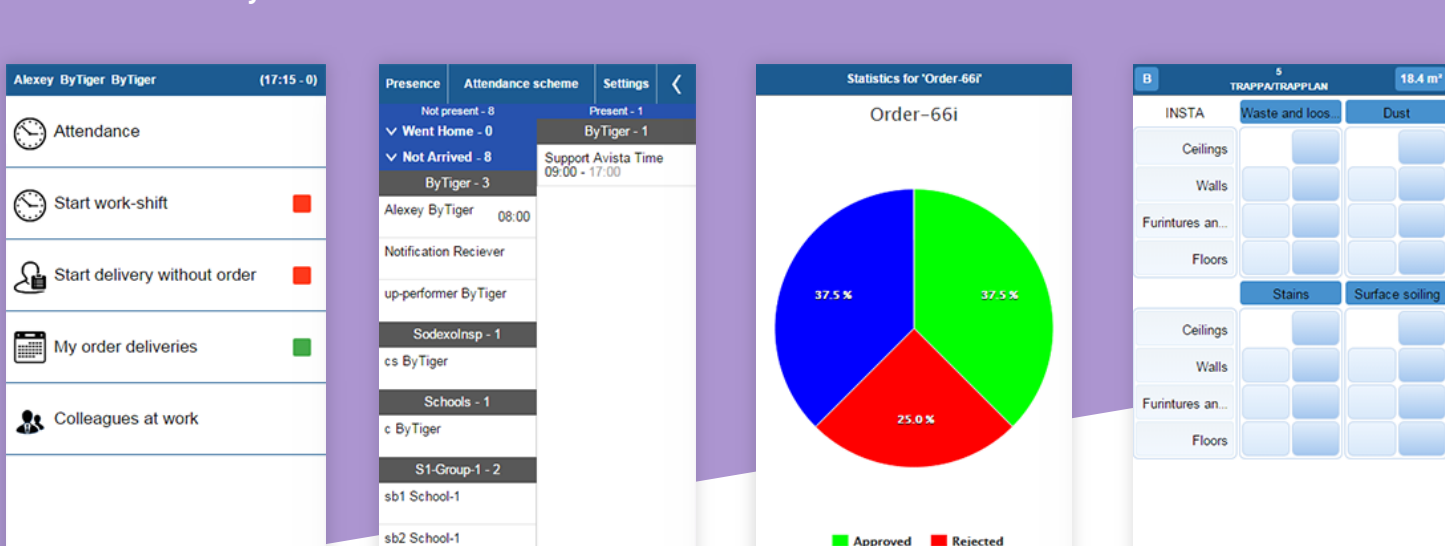 Alexey ByTiger ByTiger (17:15 - 0)
Attendance
Start work-shift
Start delivery without order
My order deliveries
Colleagues at work
Presence Attendance scheme Settings
Not present - 8 Present - 1
Went Home - 0
Not Arrived - 8
ByTiger - 3
Alexey ByTiger 08:00
Notification Reciever
up-performer ByTiger
SodexoInsp - 1
cs ByTiger
Schools - 1
c ByTiger
S1-Group-1 - 2
sb1 School-1
sb2 School-1
ByTiger - 1
Support Avista Time
09:00 - 17:00
Statistics for 'Order-66i'
Order-66i
37.5 %
37.5 %
25.0 %
Approved Rejected
B 5 18.4 m²
TRAPPA/TRAPPLAN
INSTA Waste and loos... Dust
Ceilings
Walls
Furintures an...
Floors
Stains Surface soiling
Ceilings
Walls
Furintures an...
Floors